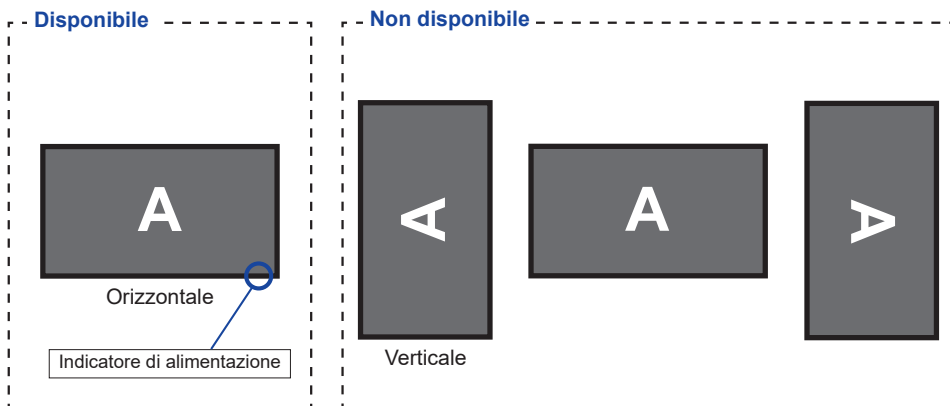 Disponibile
Non disponibile
A
A
A
A
Orizzontale
Indicatore di alimentazione
Verticale